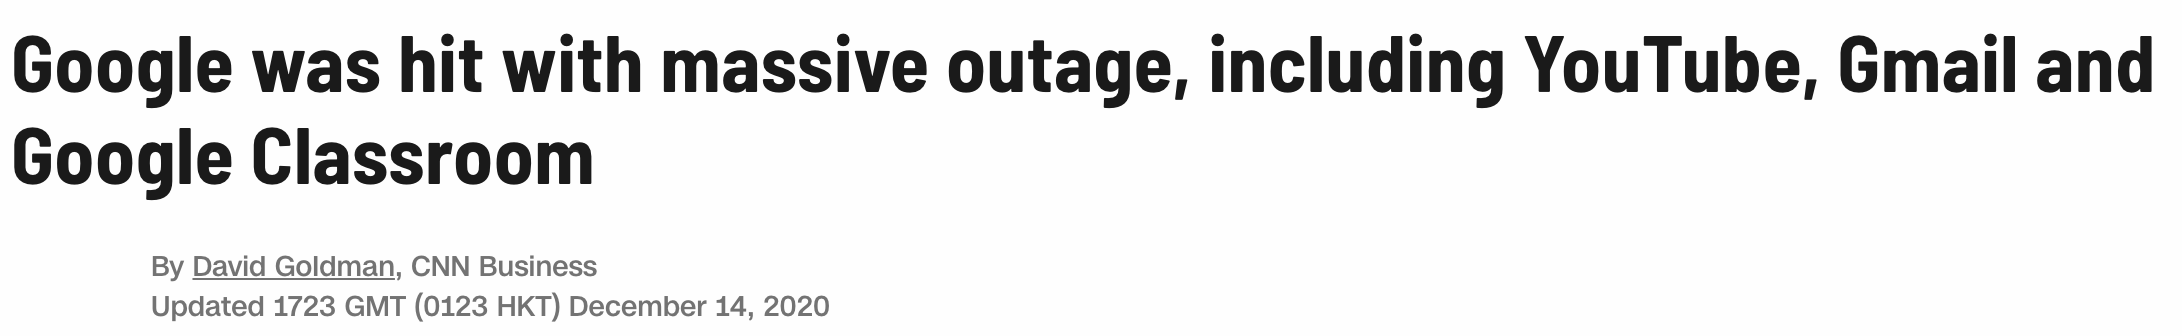 Google was hit with massive outage, including YouTube, Gmail and
Google Classroom
By David Goldman, CNN Business
Updated 1723 GMT (0123 HKT) December 14, 2020